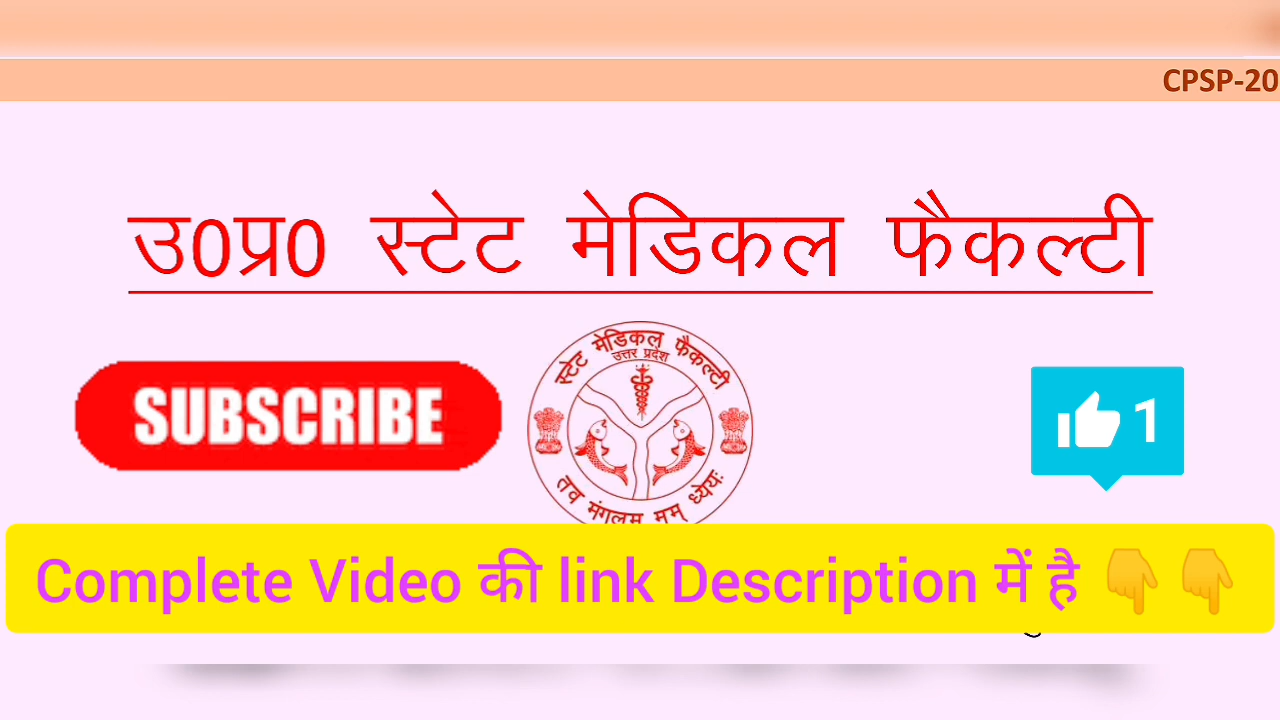 CPSP-20
उ0प्र0 स्टेट मेडिकल फैकल्टी
स्टेट मेडिकल फैकल्टी
उत्तर प्रदेश
SUBSCRIBE
1
तव मंगलम् मम् ध्येयः
Complete Video की link Description में है 👇👇